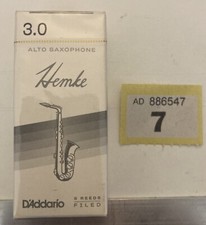 3.0
ALTO SAXOPHONE
Hemke
D'Addario
5 REEDS
FILED
AD 886547
7